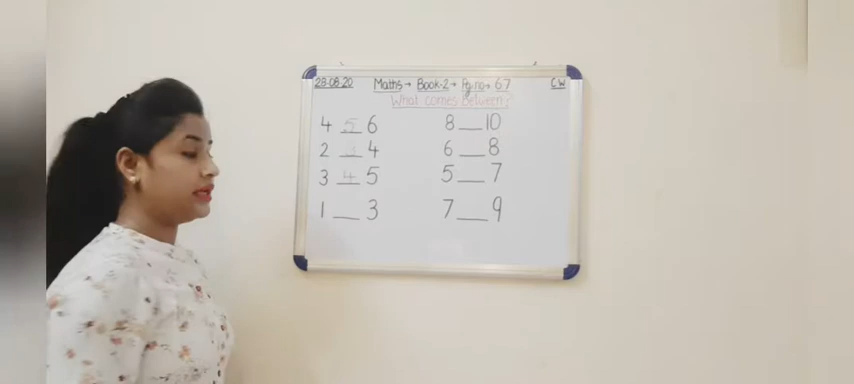 28·08·20 Maths→ Book-2→ Pg no→ 67 C.W
What comes Between?
4 5 6 8 __ 10
2 3 4 6 __ 8
3 4 5 5 __ 7
1 __ 3 7 __ 9